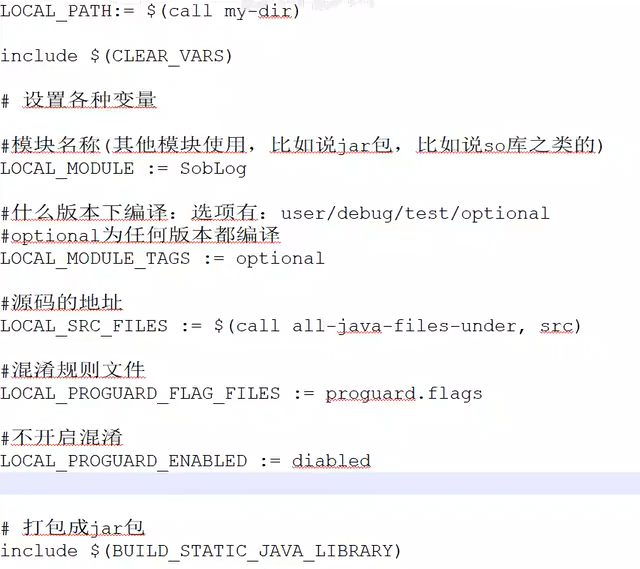 LOCAL_PATH:= $(call my-dir)
include $(CLEAR_VARS)
# 设置各种变量
#模块名称(其他模块使用，比如说jar包，比如说so库之类的)
LOCAL_MODULE := SobLog
#什么版本下编译：选项有：user/debug/test/optional
#optional为任何版本都编译
LOCAL_MODULE_TAGS := optional
#源码的地址
LOCAL_SRC_FILES := $(call all-java-files-under, src)
#混淆规则文件
LOCAL_PROGUARD_FLAG_FILES := proguard.flags
#不开启混淆
LOCAL_PROGUARD_ENABLED := diabled
# 打包成jar包
include $(BUILD_STATIC_JAVA_LIBRARY)